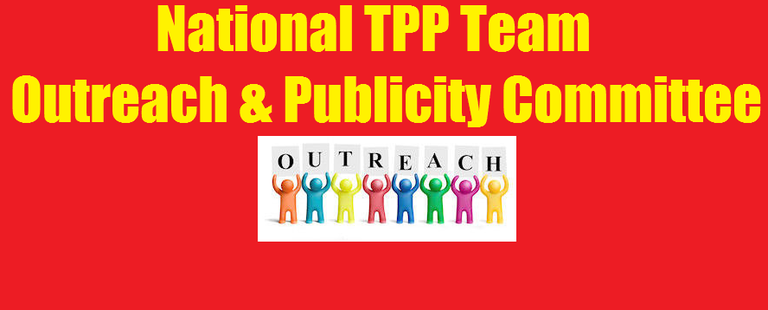 National TPP Team
Outreach & Publicity Committee
OUTREACH